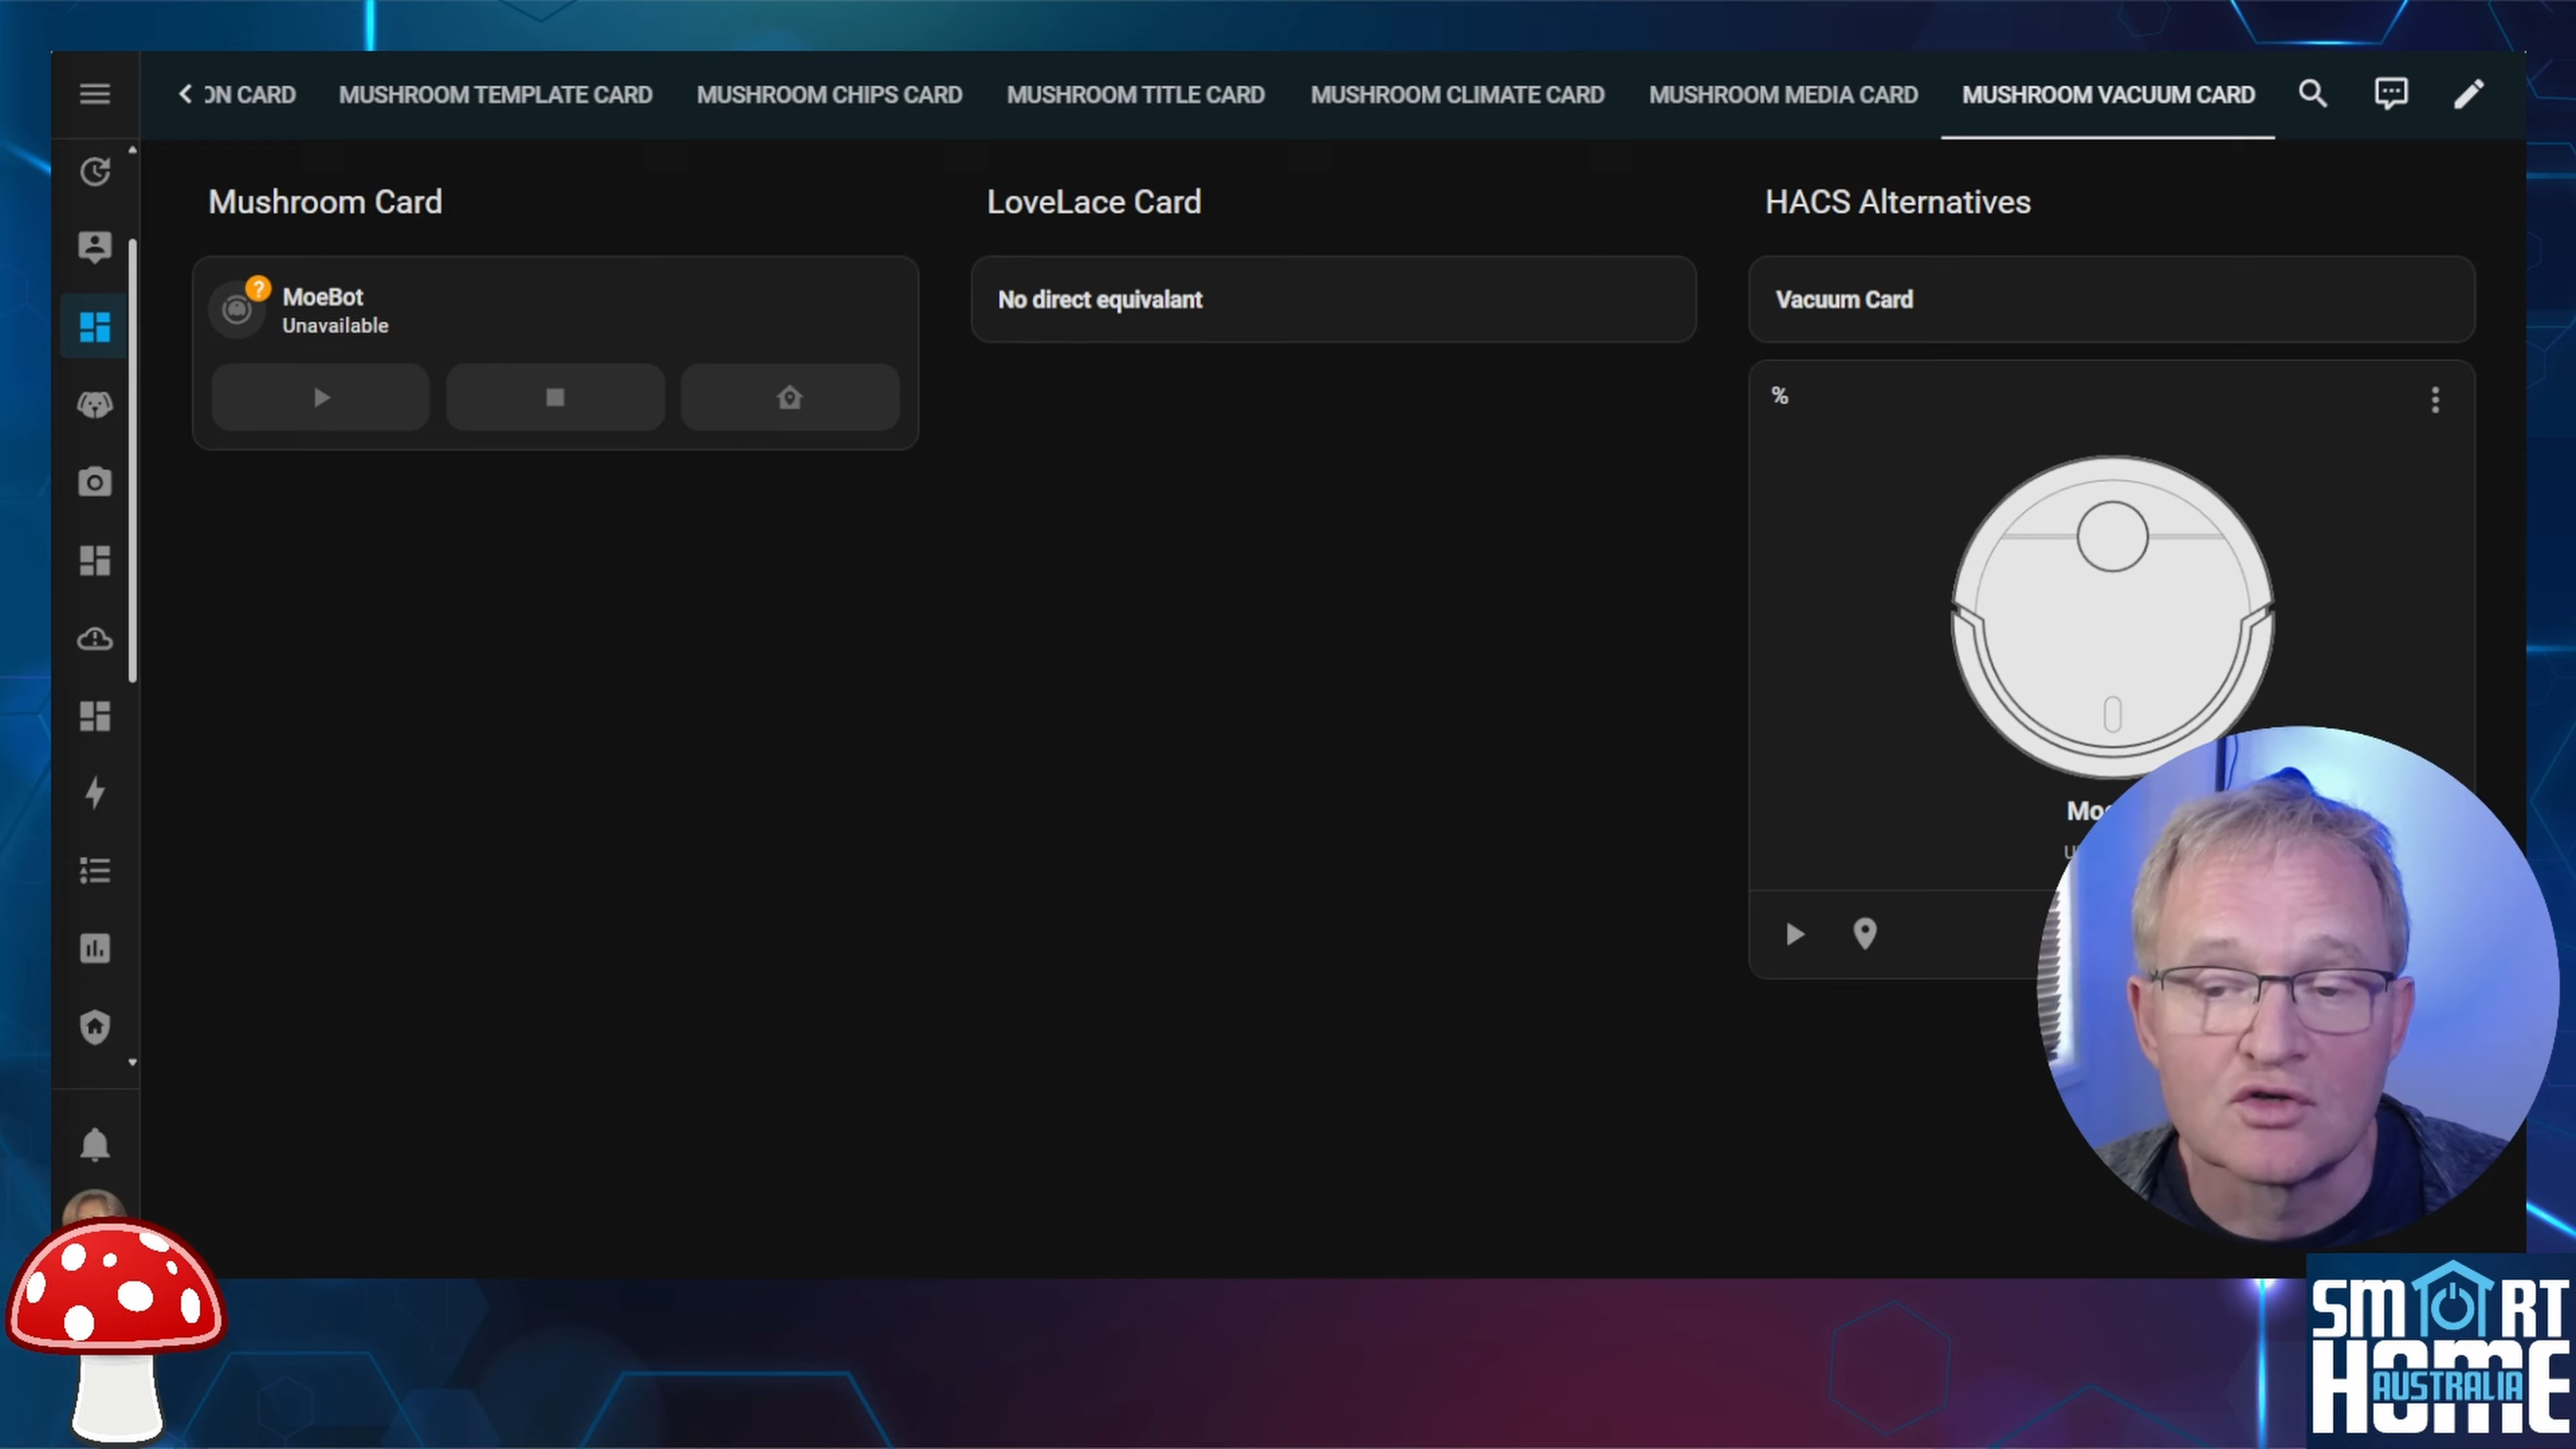 ON CARD
MUSHROOM TEMPLATE CARD
MUSHROOM CHIPS CARD
MUSHROOM TITLE CARD
MUSHROOM CLIMATE CARD
MUSHROOM MEDIA CARD
MUSHROOM VACUUM CARD
Mushroom Card
LoveLace Card
HACS Alternatives
?
MoeBot
Unavailable
No direct equivalant
Vacuum Card
%
SMART
HOME
AUSTRALIA